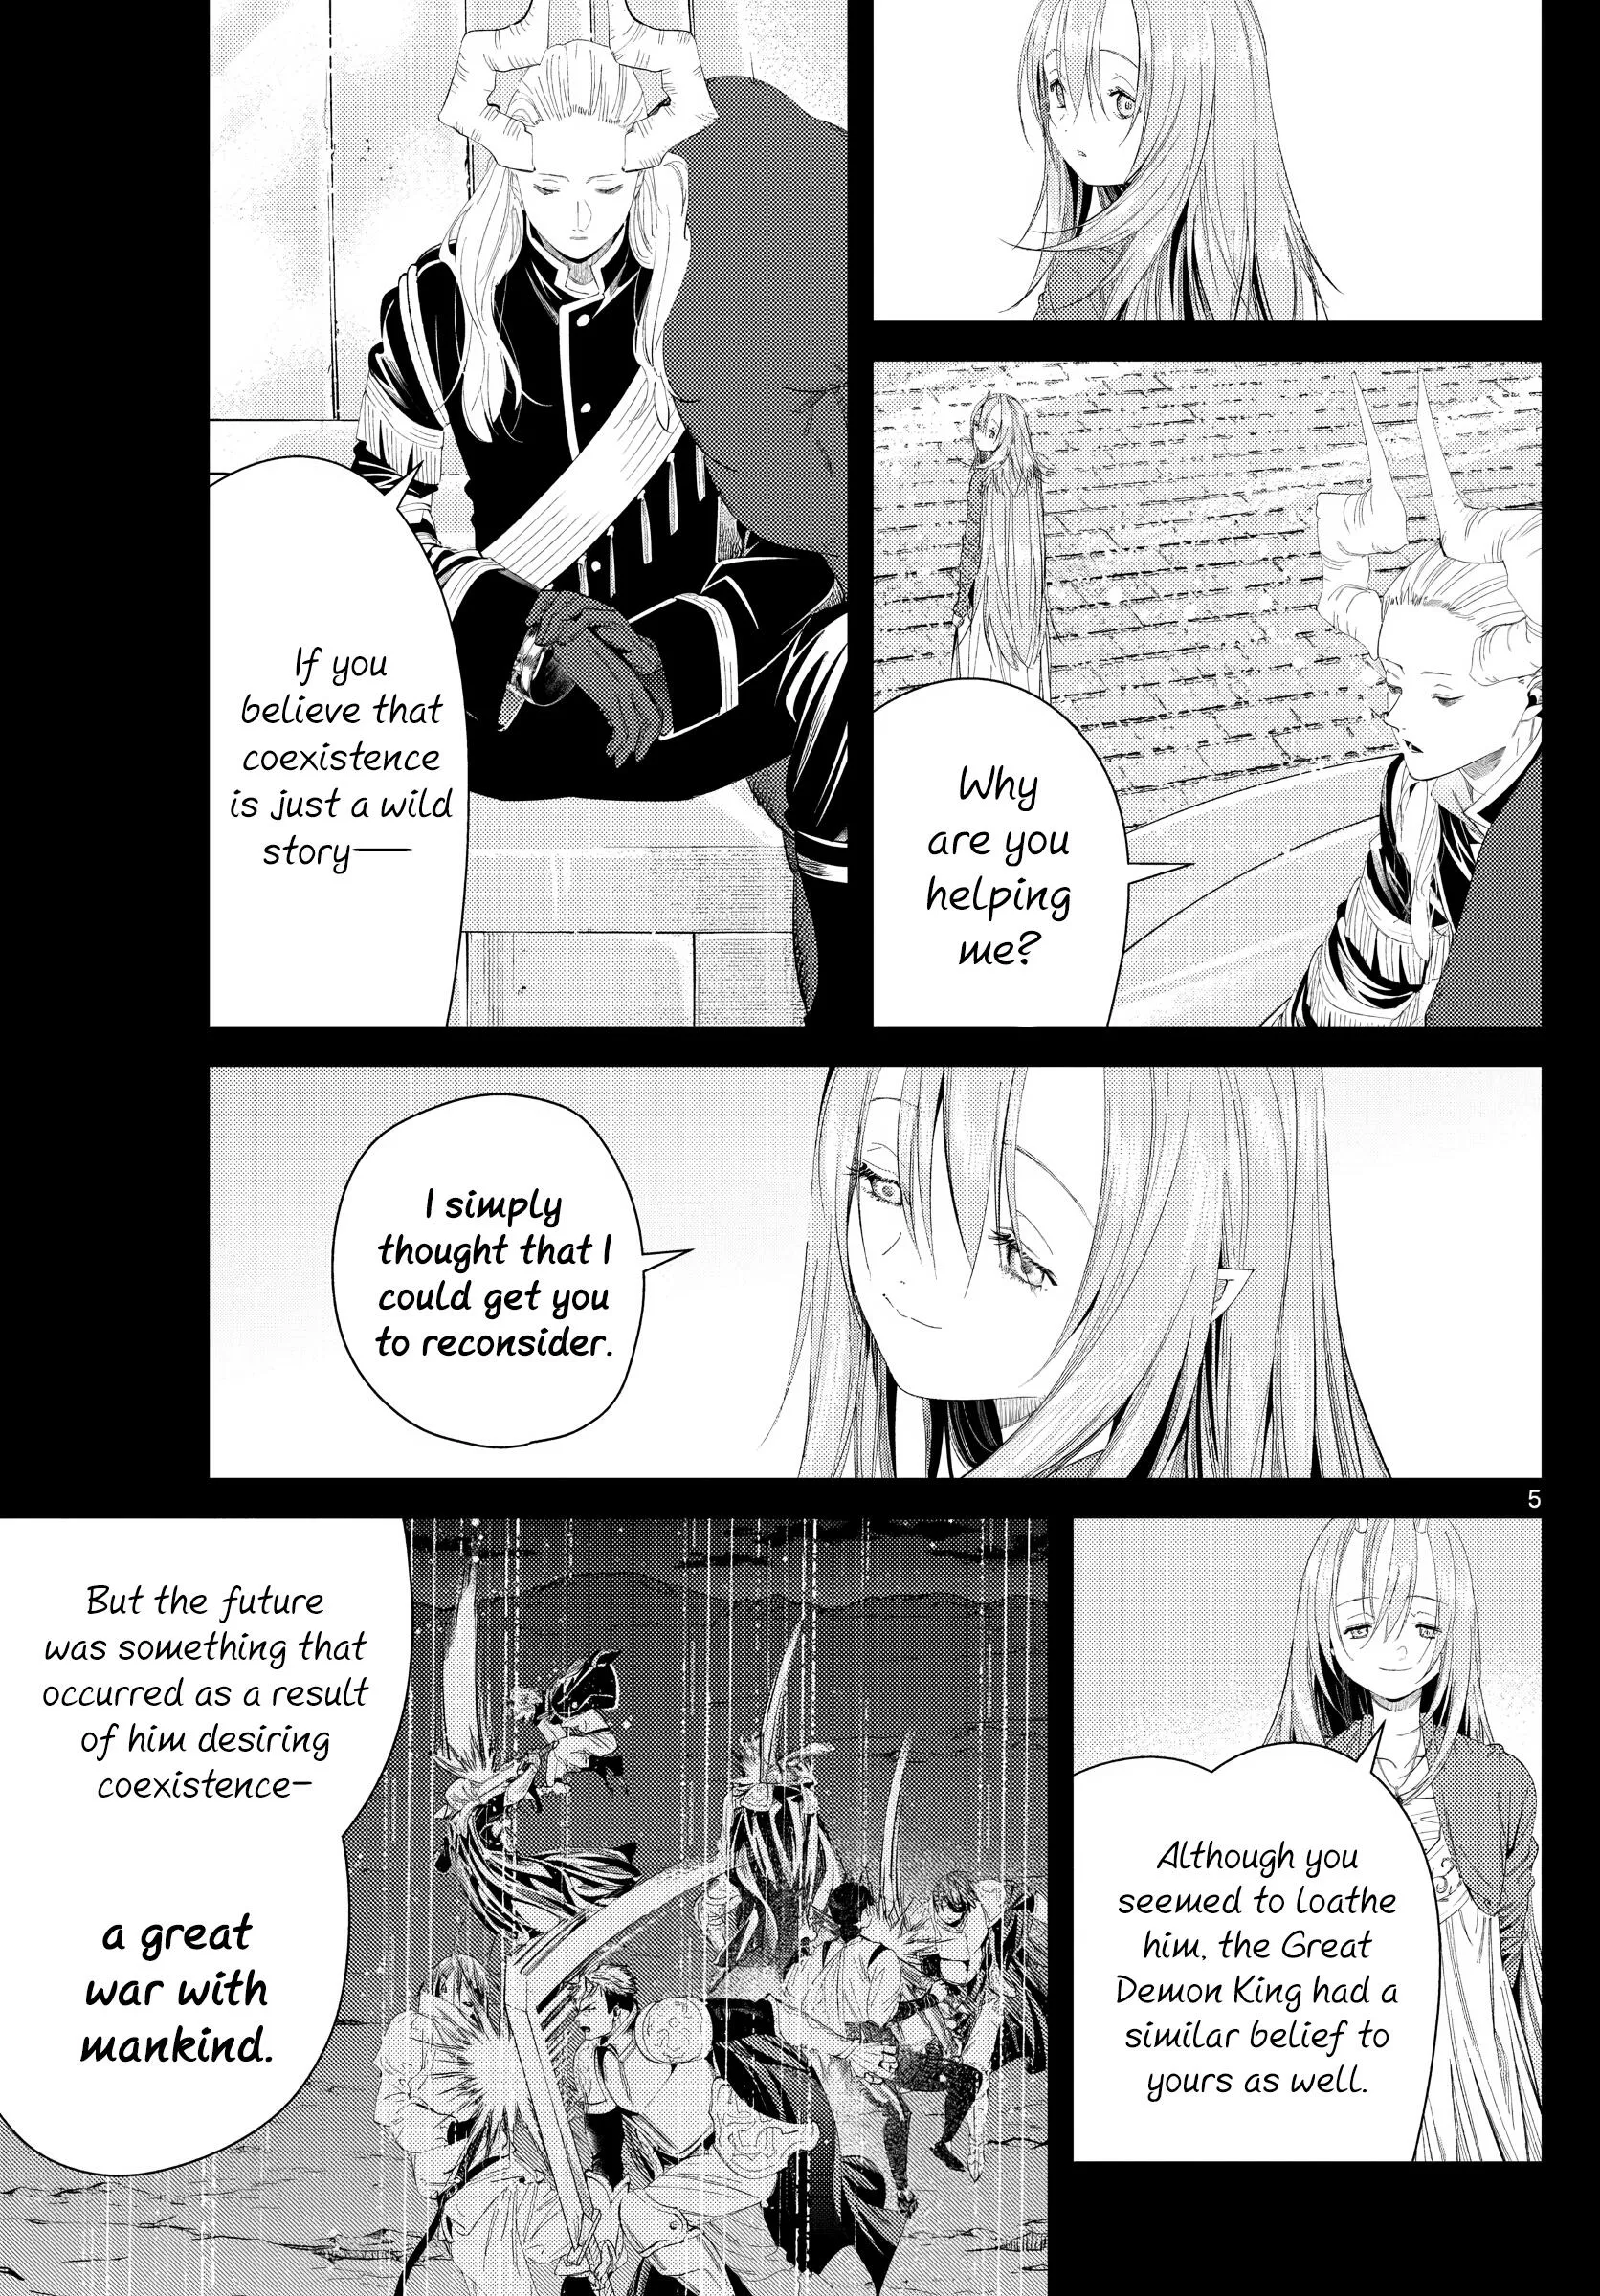 Why
are you
helping
me?
If you
believe that
coexistence
is just a wild
story——
I simply
thought that I
could get you
to reconsider.
5
Although you
seemed to loathe
him, the Great
Demon King had a
similar belief to
yours as well.
But the future
was something that
occurred as a result
of him desiring
coexistence–
a great
war with
mankind.